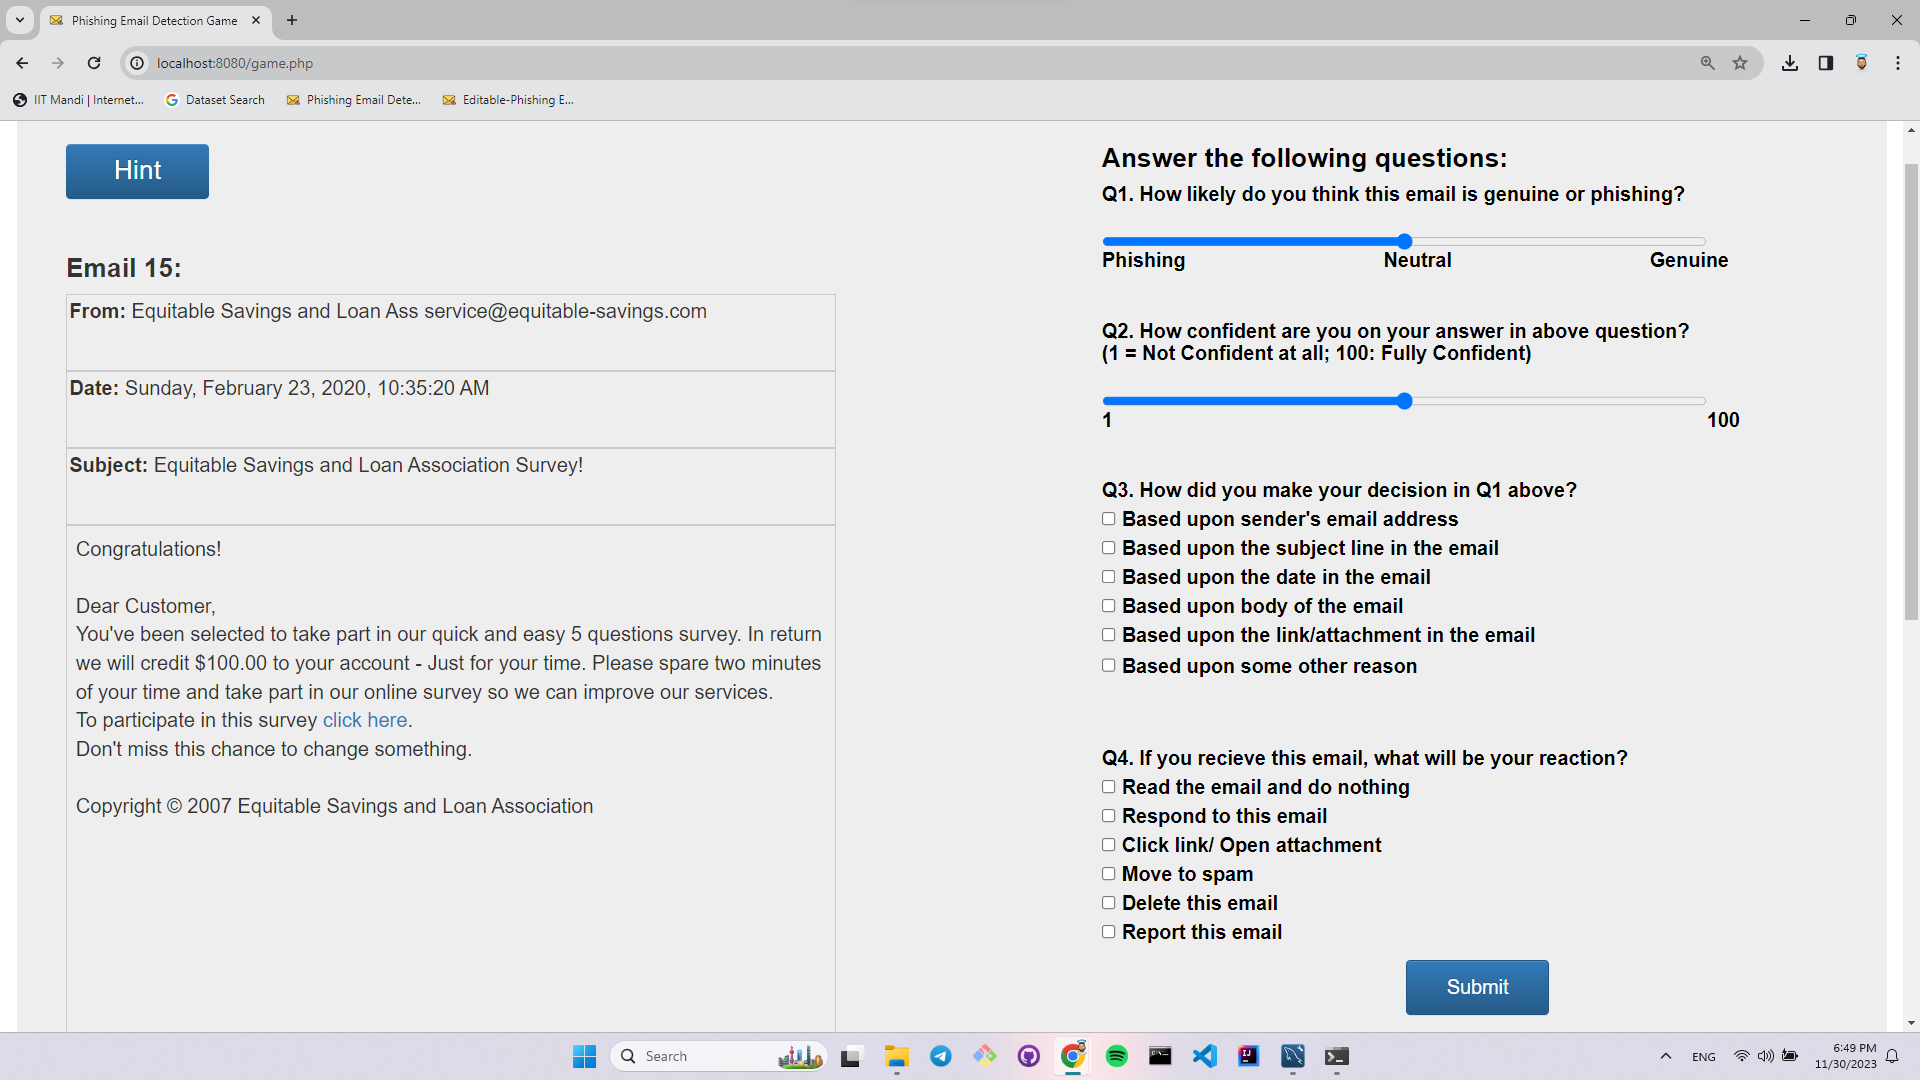 Phishing Email Detection Game
localhost:8080/game.php
IIT Mandi | Internet...
Dataset Search
Phishing Email Dete...
Editable-Phishing E...
Hint
Email 15:
From: Equitable Savings and Loan Ass service@equitable-savings.com
Date: Sunday, February 23, 2020, 10:35:20 AM
Subject: Equitable Savings and Loan Association Survey!
Congratulations!
Dear Customer,
You've been selected to take part in our quick and easy 5 questions survey. In return
we will credit $100.00 to your account - Just for your time. Please spare two minutes
of your time and take part in our online survey so we can improve our services.
To participate in this survey click here.
Don't miss this chance to change something.
Copyright © 2007 Equitable Savings and Loan Association
Answer the following questions:
Q1. How likely do you think this email is genuine or phishing?
Phishing Neutral Genuine
Q2. How confident are you on your answer in above question?
(1 = Not Confident at all; 100: Fully Confident)
1 100
Q3. How did you make your decision in Q1 above?
Based upon sender's email address
Based upon the subject line in the email
Based upon the date in the email
Based upon body of the email
Based upon the link/attachment in the email
Based upon some other reason
Q4. If you recieve this email, what will be your reaction?
Read the email and do nothing
Respond to this email
Click link/ Open attachment
Move to spam
Delete this email
Report this email
Submit
Search
IJ
ENG
6:49 PM
11/30/2023